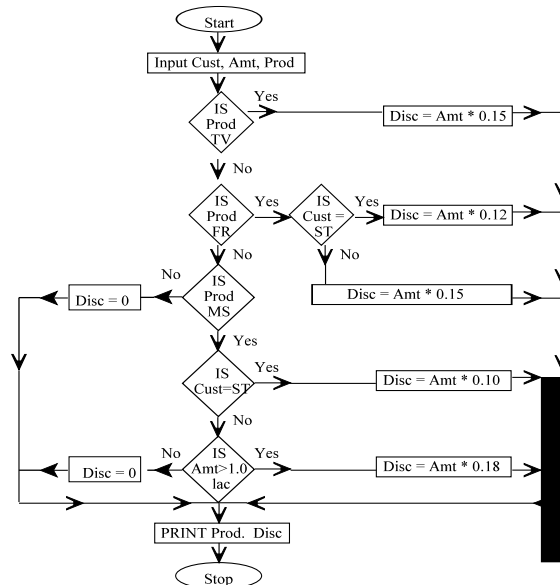 Start
Input Cust, Amt, Prod
IS
Prod
TV
Yes
Disc = Amt * 0.15
No
IS
Prod
FR
Yes
IS
Cust =
ST
Yes
Disc = Amt * 0.12
No
No
Disc = Amt * 0.15
IS
Prod
MS
No
Disc = 0
Yes
IS
Cust=ST
Yes
Disc = Amt * 0.10
No
IS
Amt>1.0
lac
No
Disc = 0
Yes
Disc = Amt * 0.18
PRINT Prod. Disc
Stop